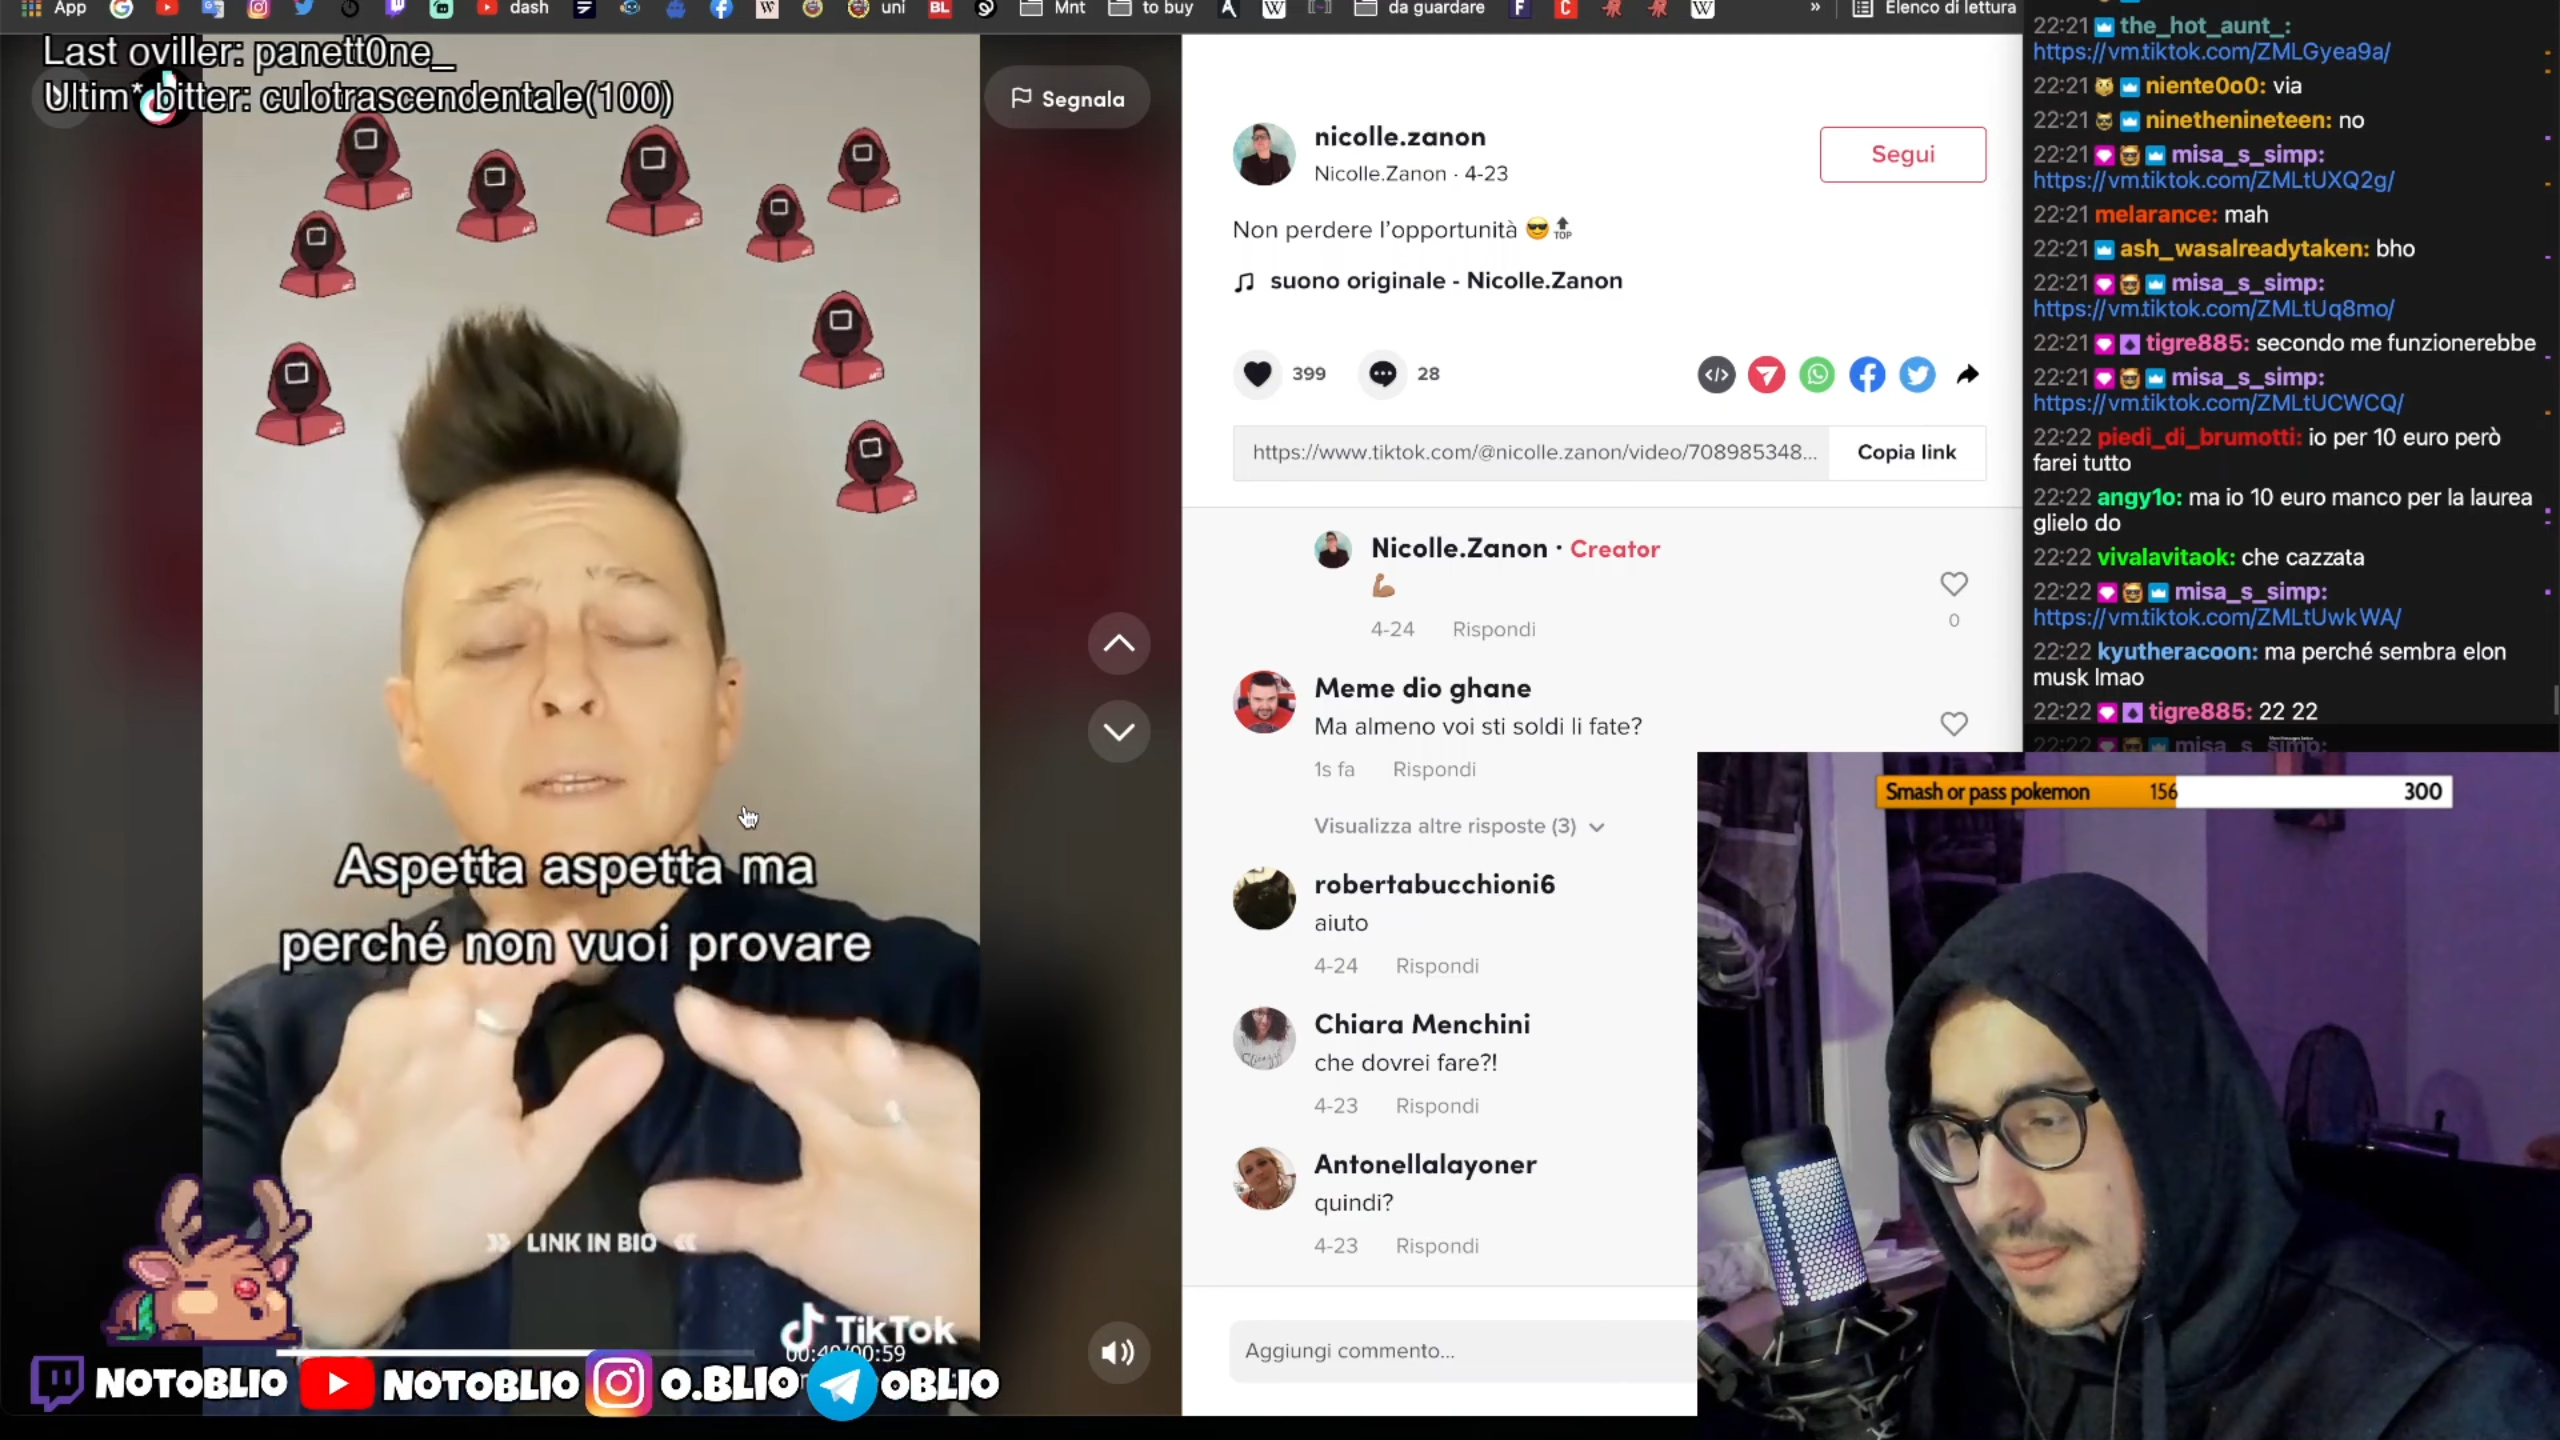 App
dash
uni
BL
Mnt
to buy
da guardare
»
Elenco di lettura
Last oviller: panett0ne_
Ultim* bitter: culotrascendentale(100)
Segnala
Aspetta aspetta ma
perché non vuoi provare
LINK IN BIO
TikTok
NOTOBLIO
NOTOBLIO
O.BLIO
OBLIO
nicolle.zanon
Nicolle.Zanon · 4-23
Segui
Non perdere l'opportunità 😎🔝
suono originale - Nicolle.Zanon
399
28
https://www.tiktok.com/@nicolle.zanon/video/708985348...
Copia link
Nicolle.Zanon · Creator
💪🏽
4-24 Rispondi
0
Meme dio ghane
Ma almeno voi sti soldi li fate?
1s fa Rispondi
Visualizza altre risposte (3)
robertabucchioni6
aiuto
4-24 Rispondi
Chiara Menchini
che dovrei fare?!
4-23 Rispondi
Antonellalayoner
quindi?
4-23 Rispondi
Aggiungi commento...
22:21 the_hot_aunt_:
https://vm.tiktok.com/ZMLGyea9a/
22:21 niente0o0: via
22:21 ninethenineteen: no
22:21 misa_s_simp:
https://vm.tiktok.com/ZMLtUXQ2g/
22:21 melarance: mah
22:21 ash_wasalreadytaken: bho
22:21 misa_s_simp:
https://vm.tiktok.com/ZMLtUq8mo/
22:21 tigre885: secondo me funzionerebbe
22:21 misa_s_simp:
https://vm.tiktok.com/ZMLtUCWCQ/
22:22 piedi_di_brumotti: io per 10 euro però
farei tutto
22:22 angy1o: ma io 10 euro manco per la laurea
glielo do
22:22 vivalavitaok: che cazzata
22:22 misa_s_simp:
https://vm.tiktok.com/ZMLtUwkWA/
22:22 kyutheracoon: ma perché sembra elon
musk lmao
22:22 tigre885: 22 22
22:22 misa_s_simp:
Smash or pass pokemon 156 300